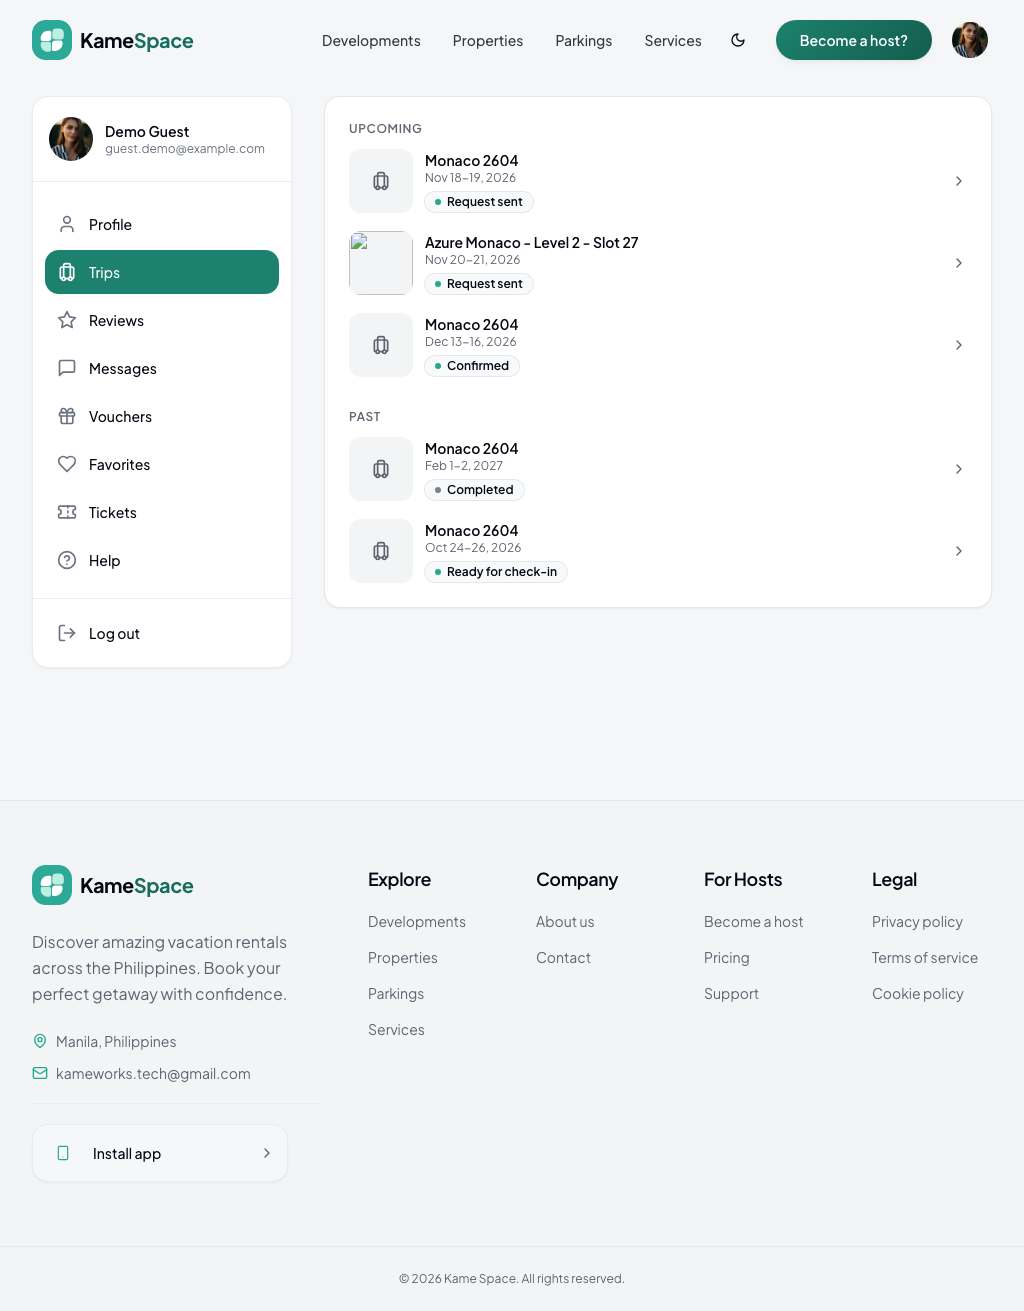 KameSpace
Developments
Properties
Parkings
Services
Become a host?
Demo Guest
guest.demo@example.com
Profile
Trips
Reviews
Messages
Vouchers
Favorites
Tickets
Help
Log out
UPCOMING
Monaco 2604
Nov 18–19, 2026
Request sent
Azure Monaco - Level 2 - Slot 27
Nov 20–21, 2026
Request sent
Monaco 2604
Dec 13–16, 2026
Confirmed
PAST
Monaco 2604
Feb 1–2, 2027
Completed
Monaco 2604
Oct 24–26, 2026
Ready for check-in
KameSpace
Discover amazing vacation rentals
across the Philippines. Book your
perfect getaway with confidence.
Manila, Philippines
kameworks.tech@gmail.com
Install app
Explore
Developments
Properties
Parkings
Services
Company
About us
Contact
For Hosts
Become a host
Pricing
Support
Legal
Privacy policy
Terms of service
Cookie policy
© 2026 Kame Space. All rights reserved.